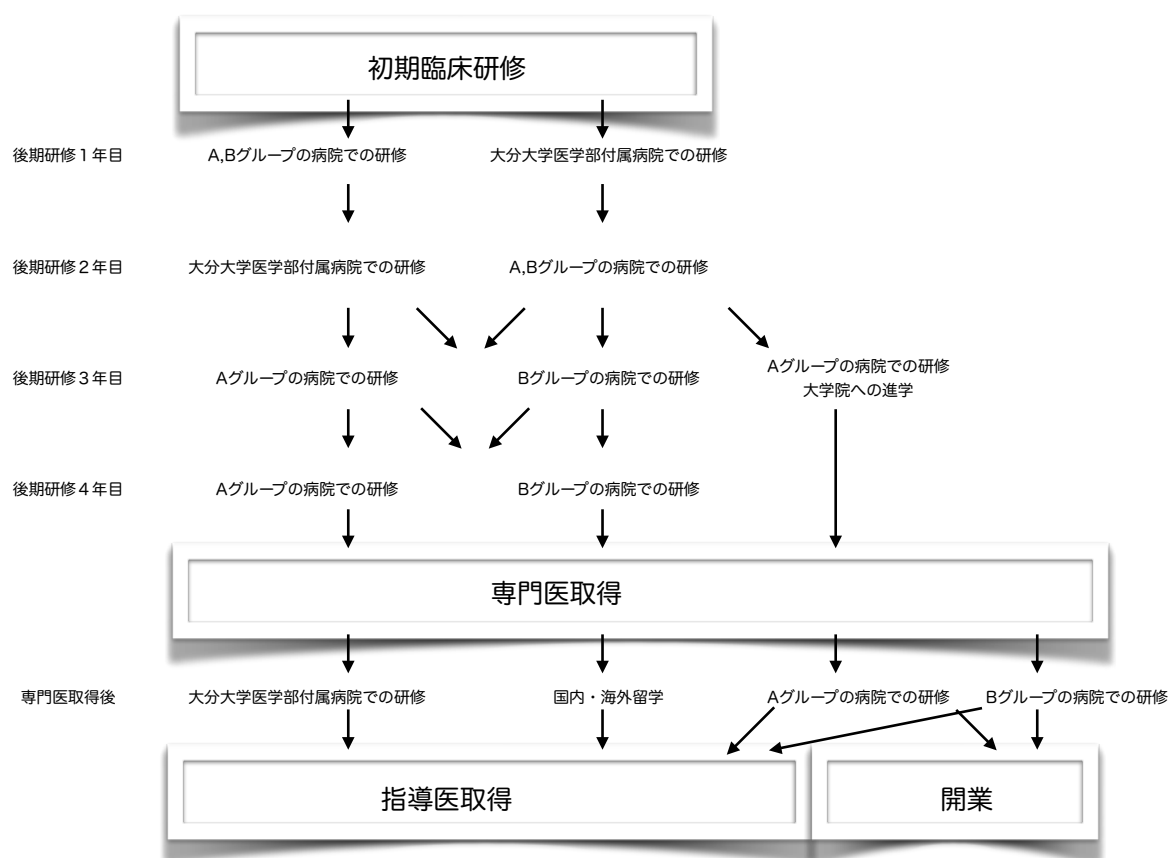 初期臨床研修
後期研修1年目
A,Bグループの病院での研修
大分大学医学部付属病院での研修
後期研修2年目
大分大学医学部付属病院での研修
A,Bグループの病院での研修
後期研修3年目
Aグループの病院での研修
Bグループの病院での研修
Aグループの病院での研修
大学院への進学
後期研修4年目
Aグループの病院での研修
Bグループの病院での研修
専門医取得
専門医取得後
大分大学医学部付属病院での研修
国内・海外留学
Aグループの病院での研修
Bグループの病院での研修
指導医取得
開業